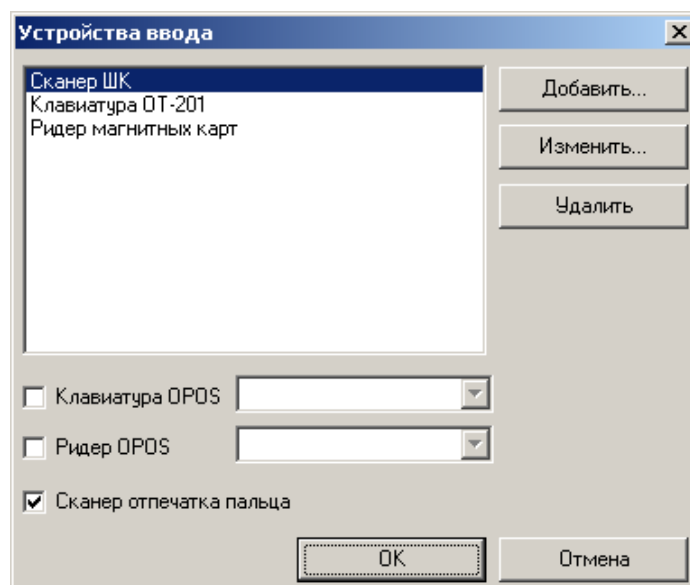 Устройства ввода
Сканер ШК
Клавиатура ОТ-201
Ридер магнитных карт
Добавить...
Изменить...
Удалить
Клавиатура OPOS
Ридер OPOS
Сканер отпечатка пальца
OK
Отмена